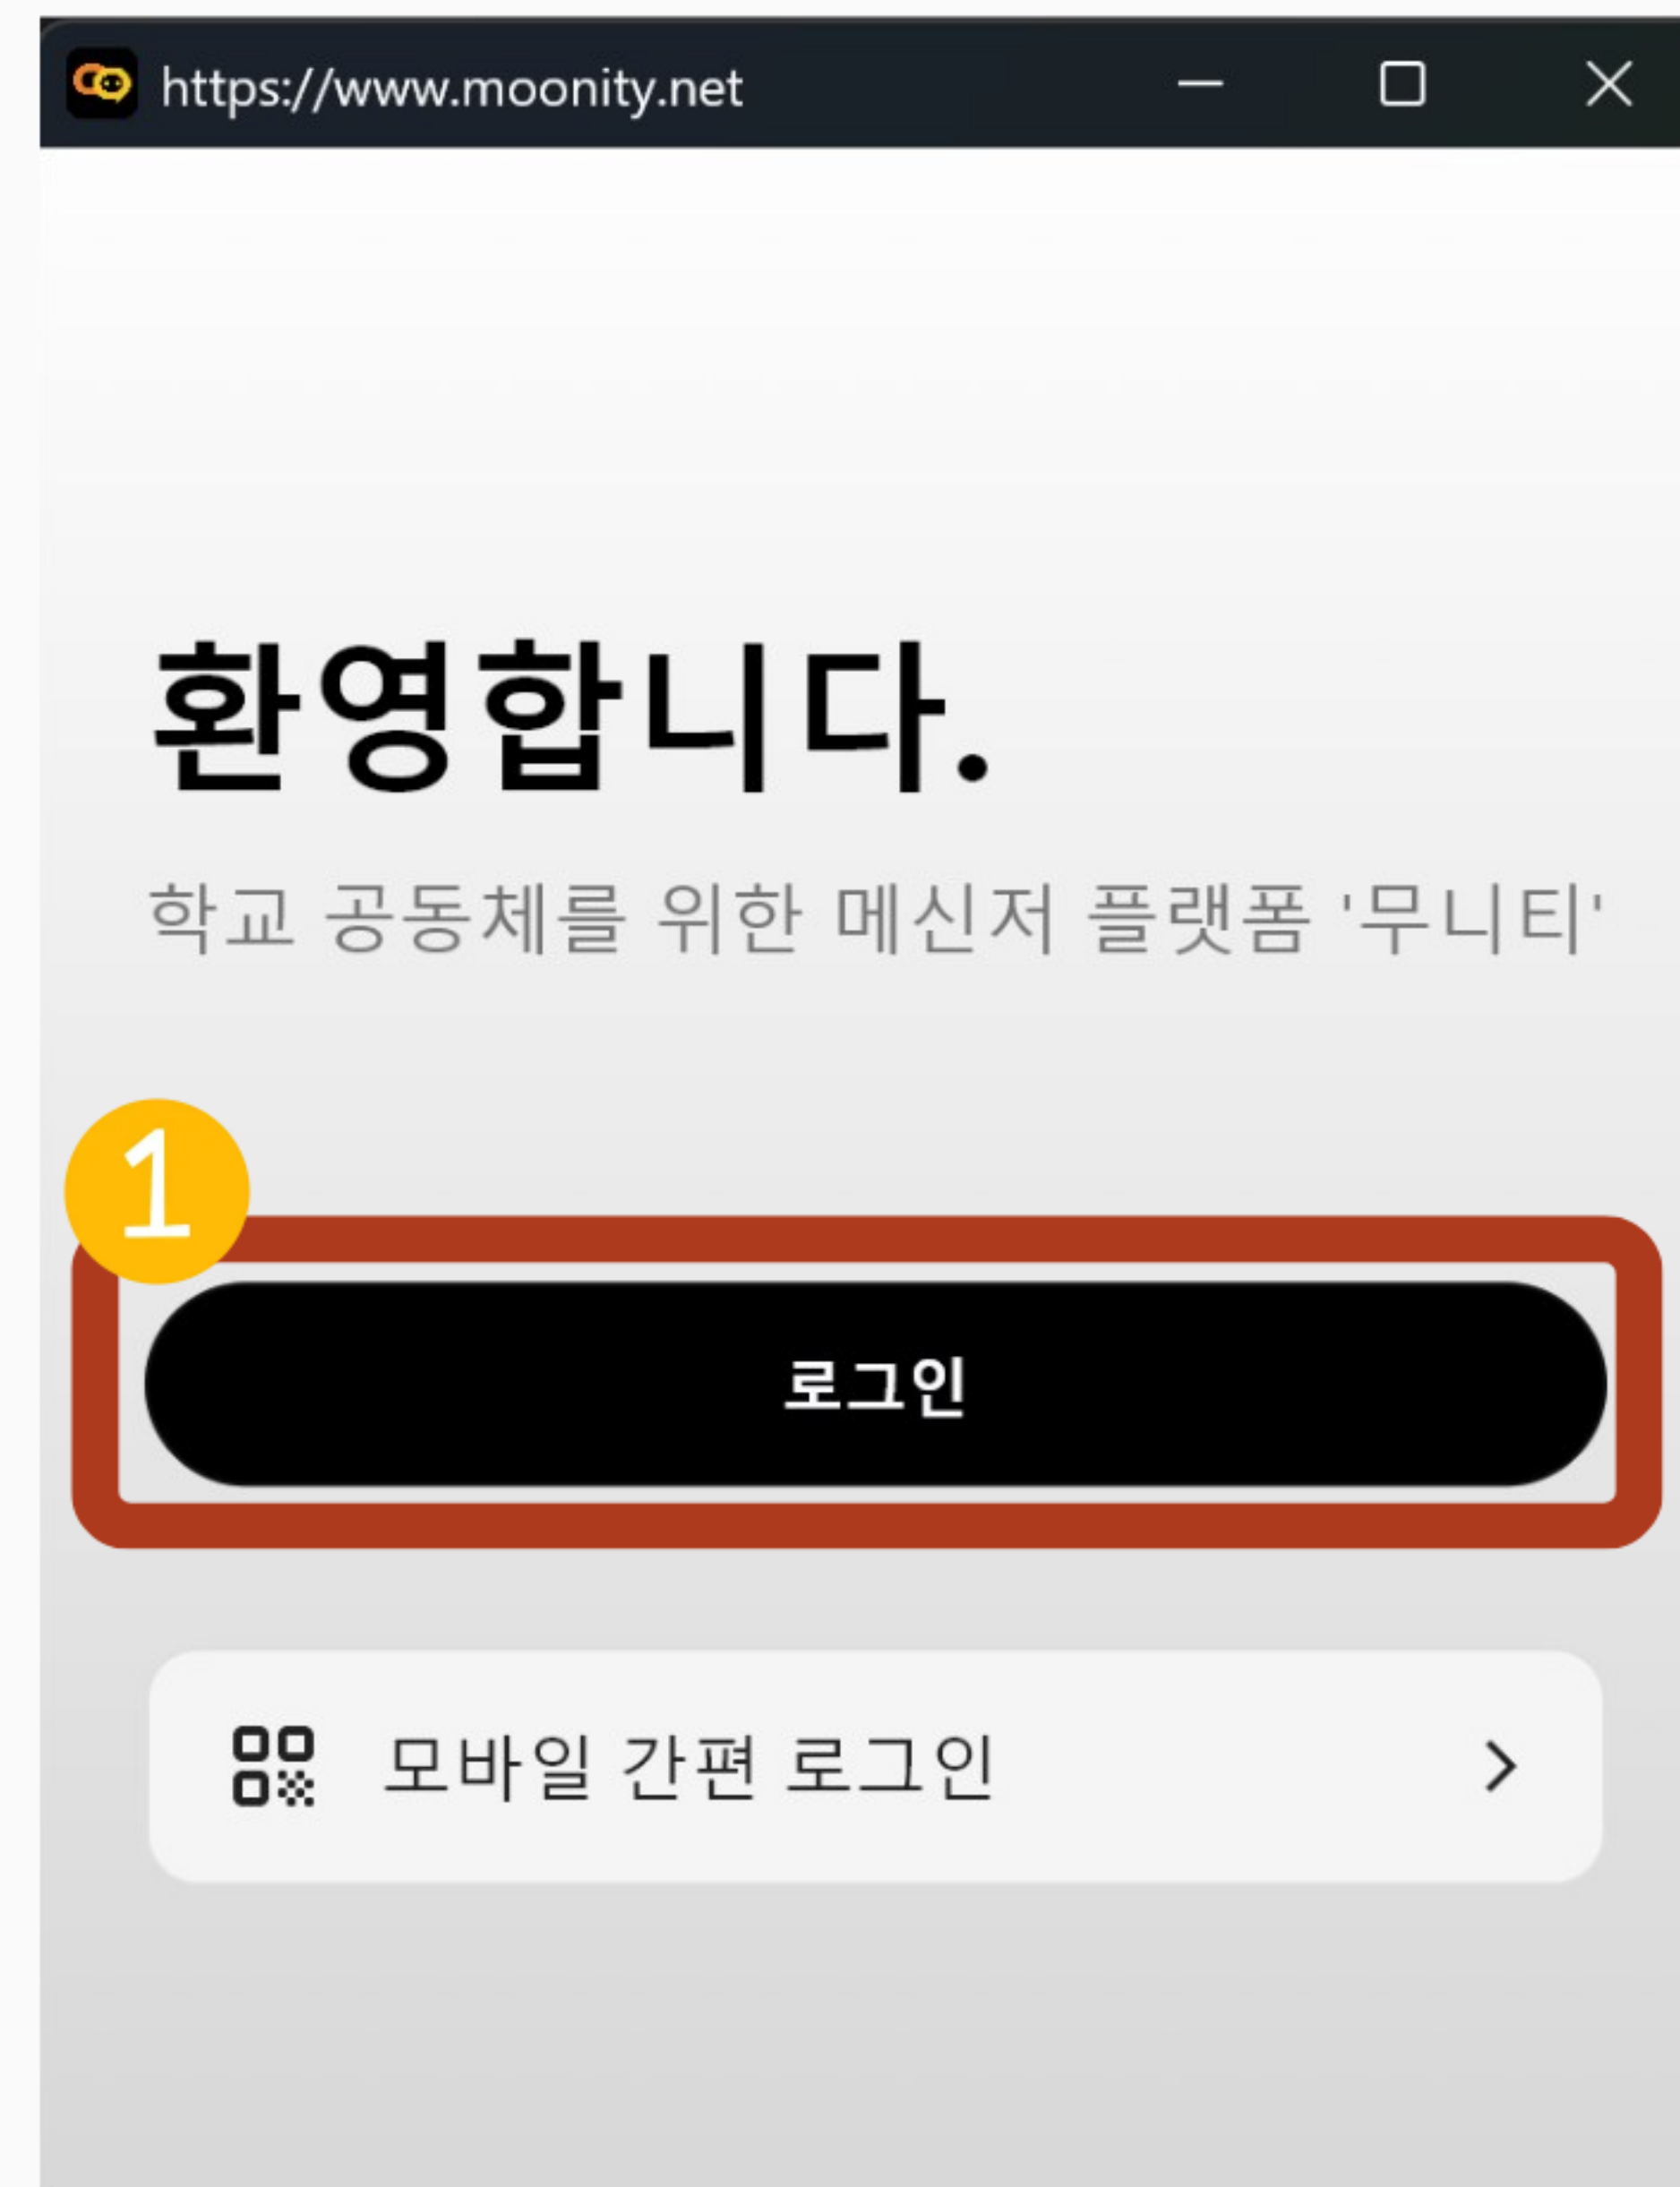 https://www.moonity.net
환영합니다.
학교 공동체를 위한 메신저 플랫폼 '무니티'
1
로그인
모바일 간편 로그인